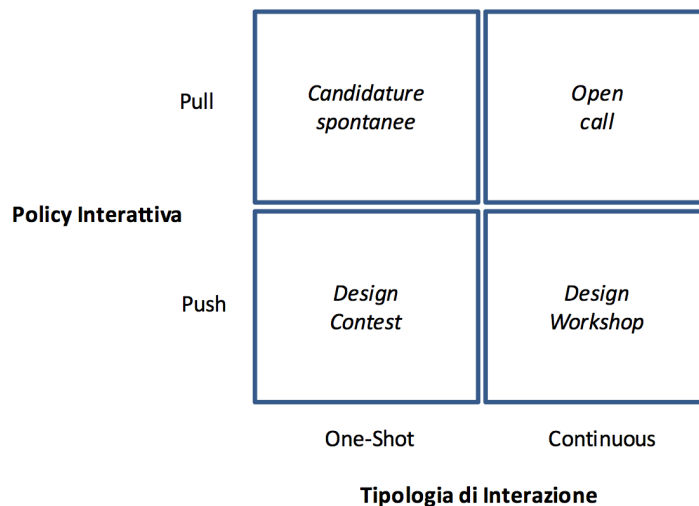 Pull
Candidature
spontanee
Open
call
Policy Interattiva
Push
Design
Contest
Design
Workshop
One-Shot
Continuous
Tipologia di Interazione